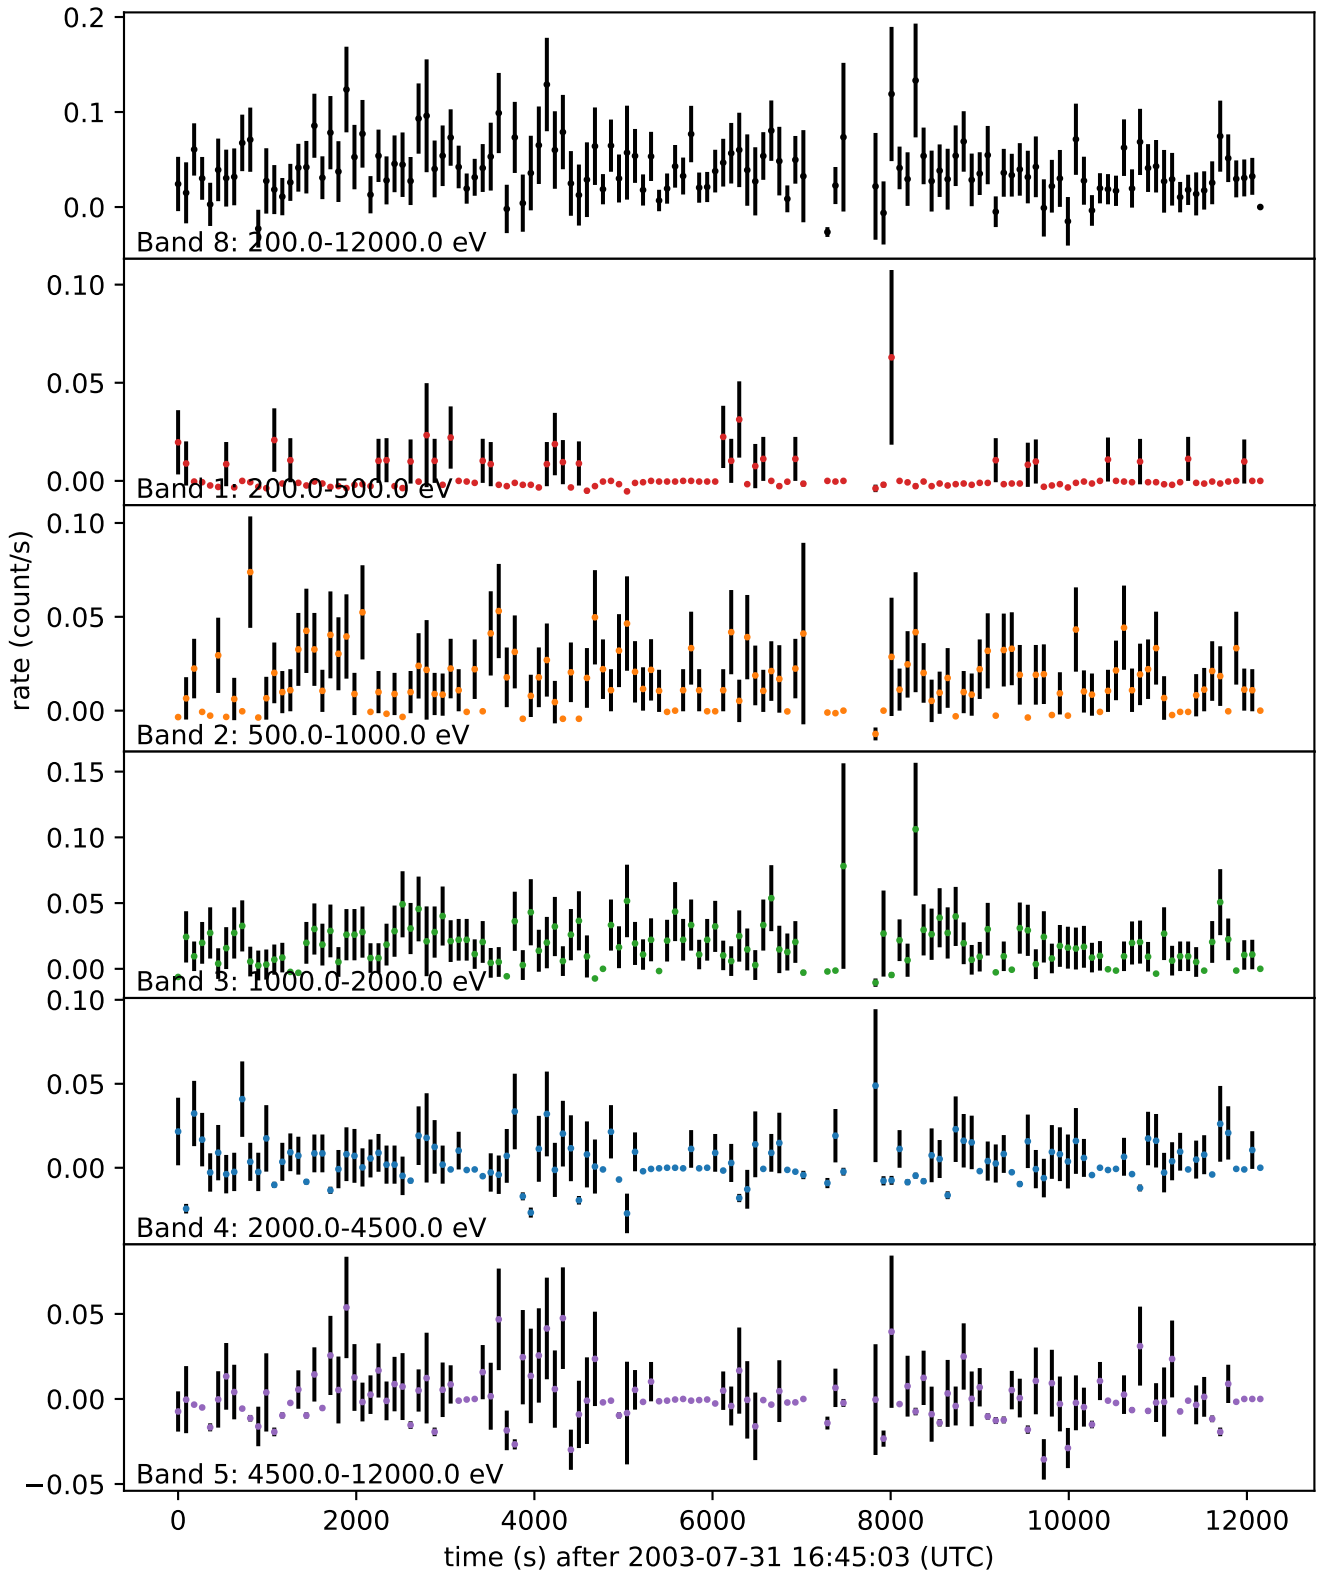 0.2
0.1
0.0
Band 8: 200.0-12000.0 eV
0.10
0.05
0.00
Band 1: 200.0-500.0 eV
rate (count/s)
0.10
0.05
0.00
Band 2: 500.0-1000.0 eV
0.15
0.10
0.05
0.00
Band 3: 1000.0-2000.0 eV
0.10
0.05
0.00
Band 4: 2000.0-4500.0 eV
0.05
0.00
−0.05
Band 5: 4500.0-12000.0 eV
0 2000 4000 6000 8000 10000 12000
time (s) after 2003-07-31 16:45:03 (UTC)